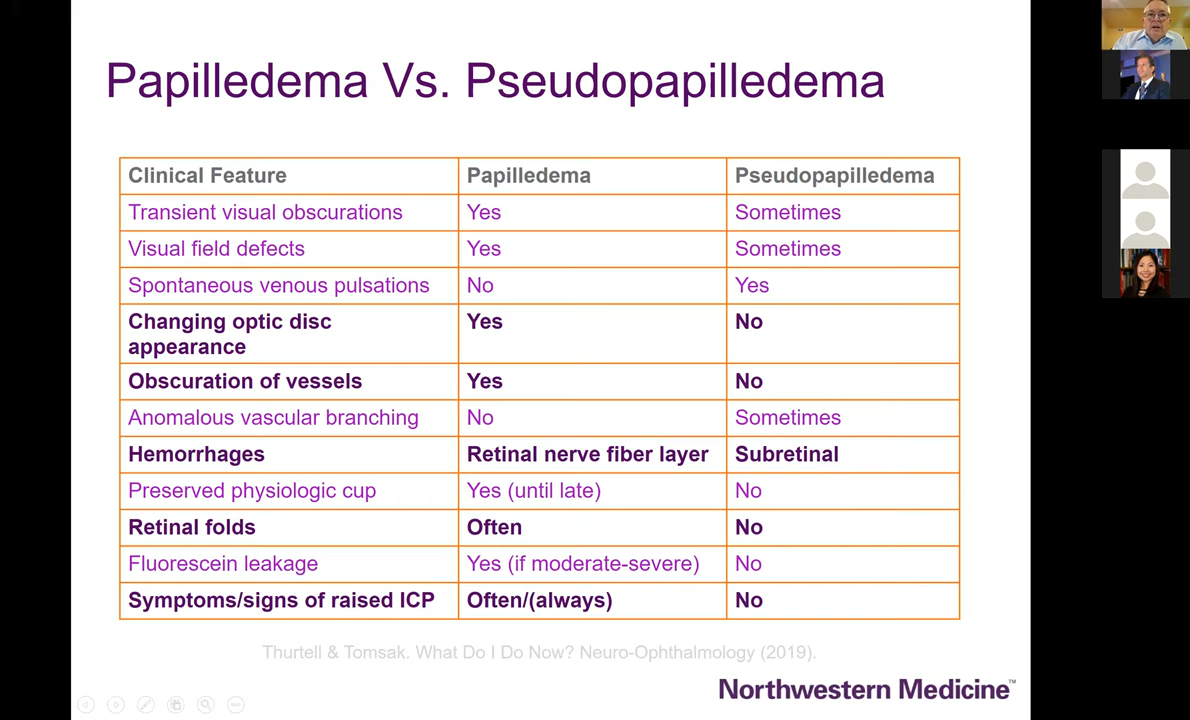 Papilledema Vs. Pseudopapilledema
Clinical Feature Papilledema Pseudopapilledema
Transient visual obscurations Yes Sometimes
Visual field defects Yes Sometimes
Spontaneous venous pulsations No Yes
Changing optic disc appearance Yes No
Obscuration of vessels Yes No
Anomalous vascular branching No Sometimes
Hemorrhages Retinal nerve fiber layer Subretinal
Preserved physiologic cup Yes (until late) No
Retinal folds Often No
Fluorescein leakage Yes (if moderate-severe) No
Symptoms/signs of raised ICP Often/(always) No
Thurtell & Tomsak. What Do I Do Now? Neuro-Ophthalmology (2019).
Northwestern Medicine™